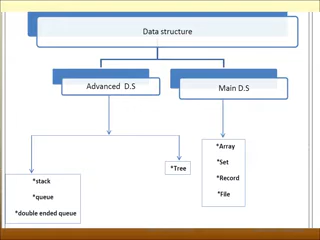 Data structure
Advanced D.S
Main D.S
*Array
*Set
*Record
*File
*Tree
*stack
*queue
*double ended queue